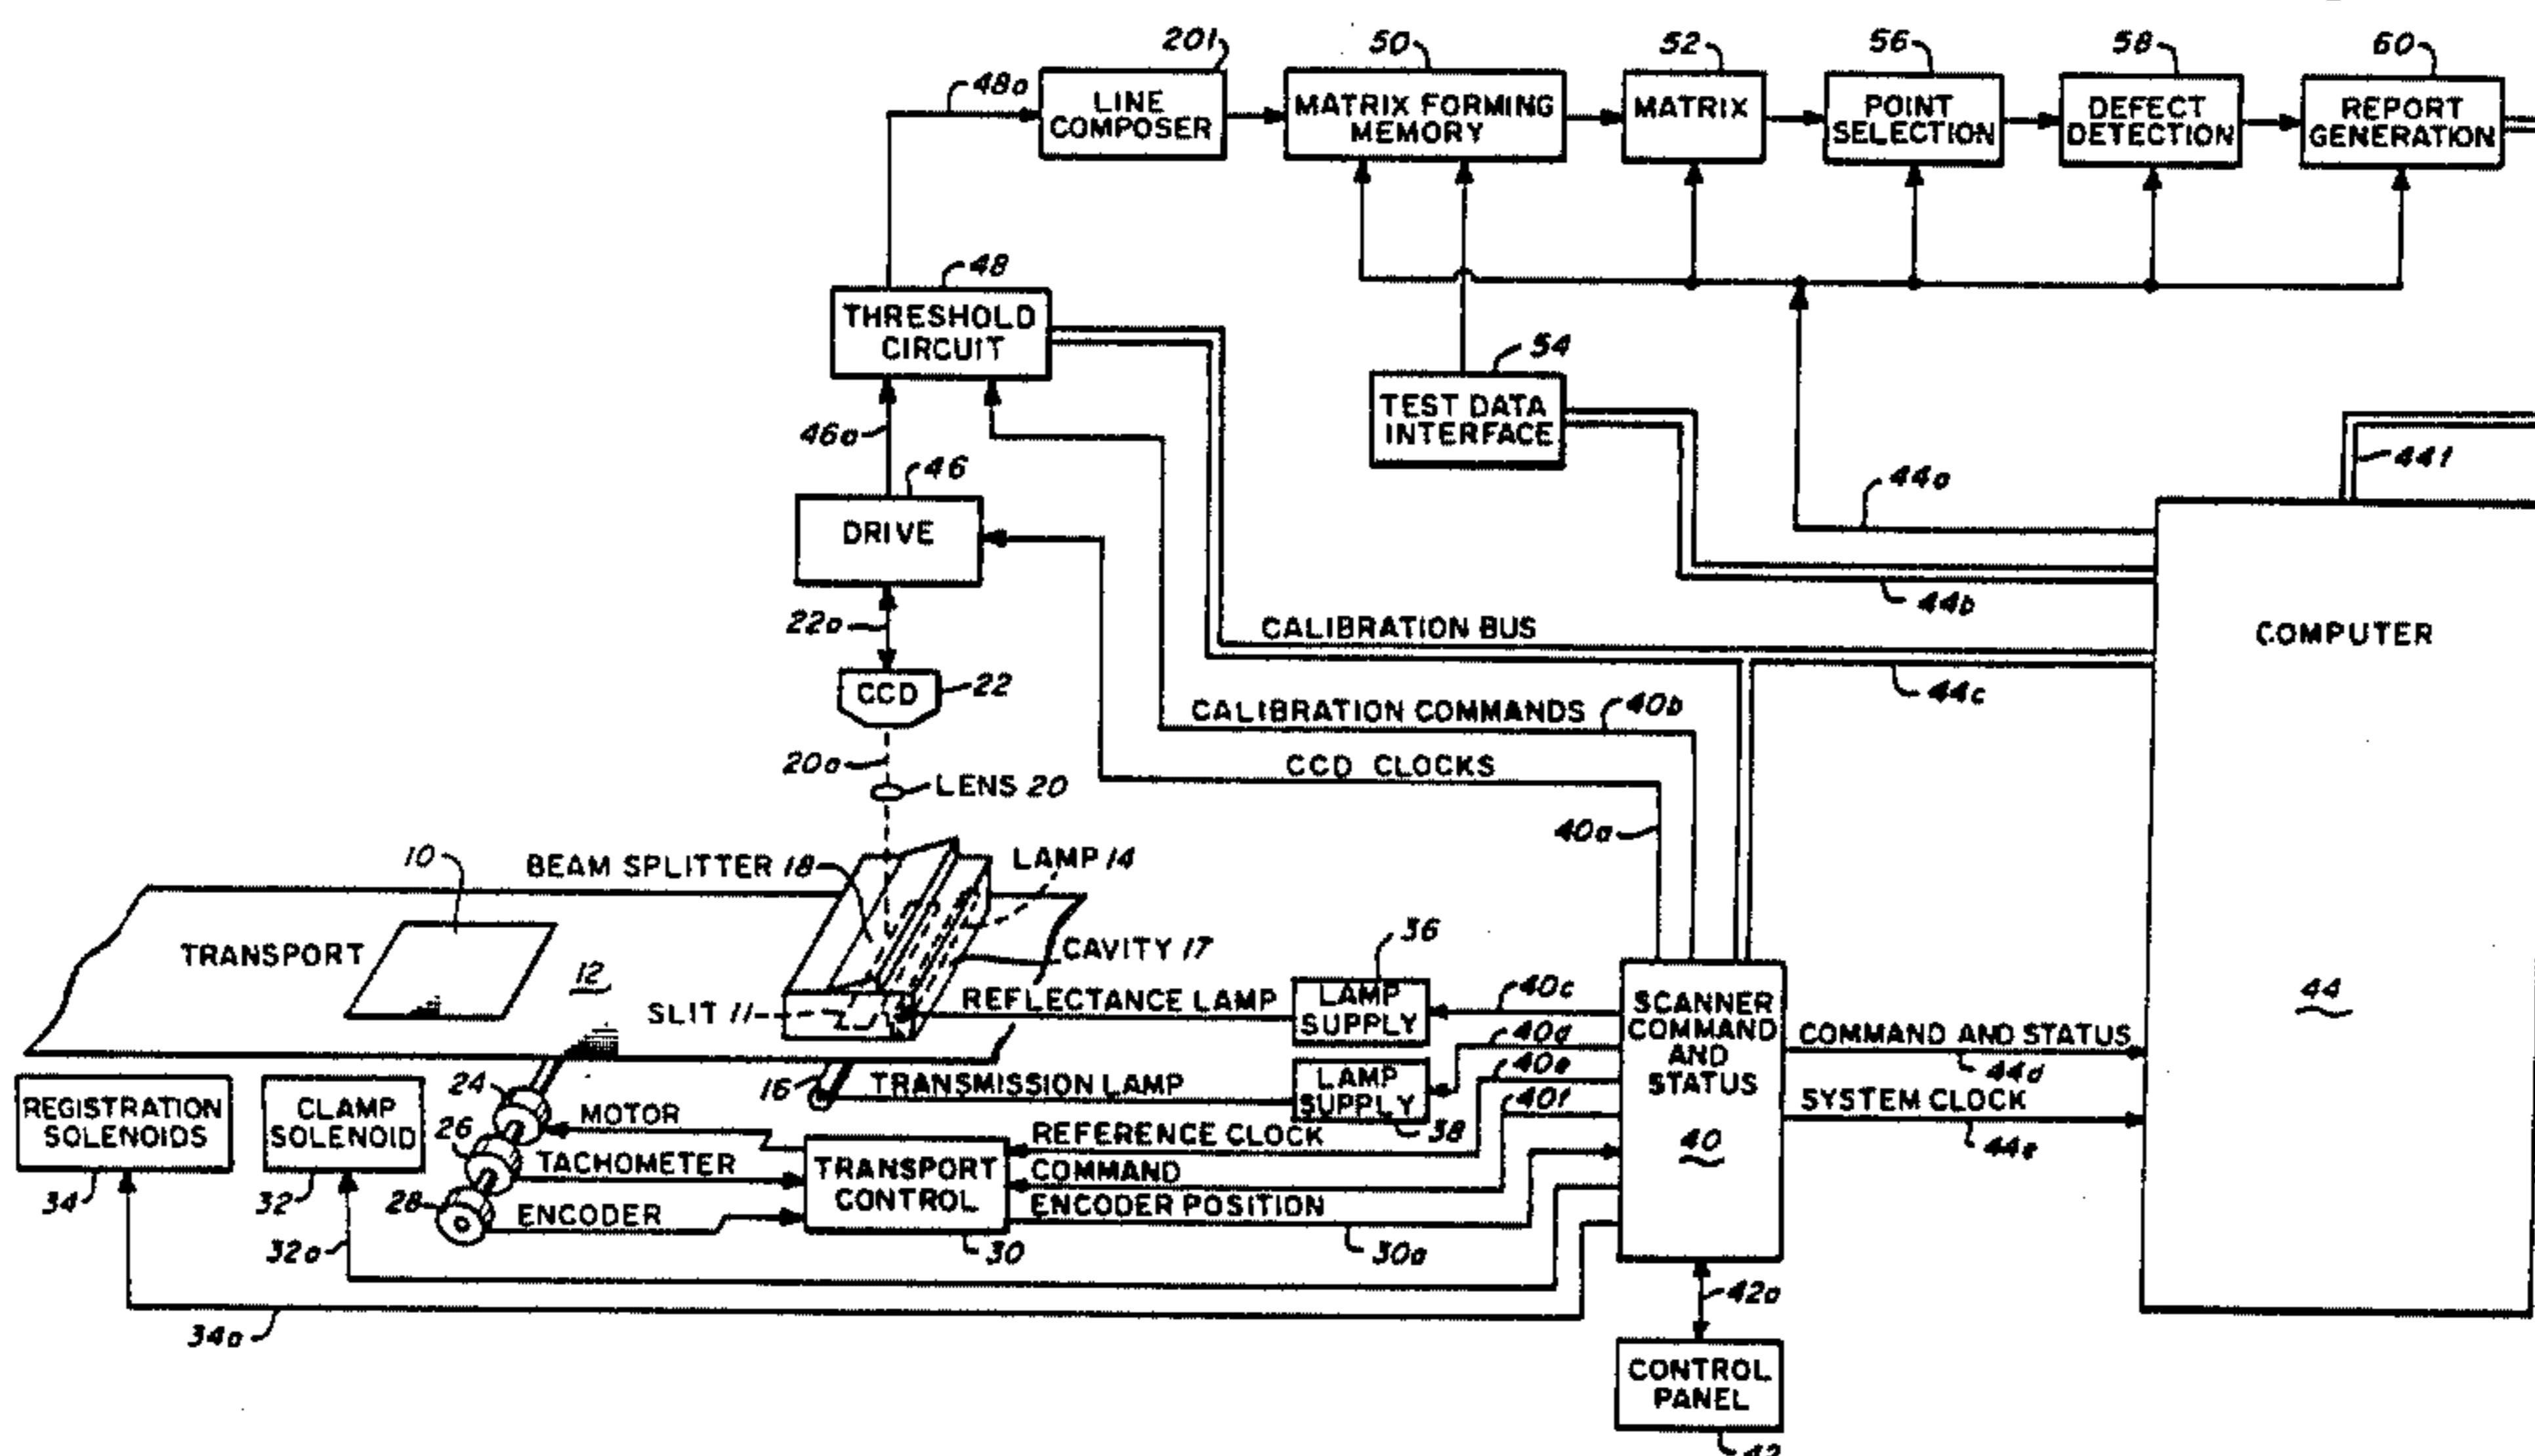 201
50
52
56
58
60
48a
LINE
COMPOSER
MATRIX FORMING
MEMORY
MATRIX
POINT
SELECTION
DEFECT
DETECTION
REPORT
GENERATION
48
THRESHOLD
CIRCUIT
54
TEST DATA
INTERFACE
46a
46
DRIVE
44a
44f
44b
22a
CALIBRATION BUS
COMPUTER
CCD
22
44c
CALIBRATION COMMANDS
40b
20a
CCD CLOCKS
LENS 20
40a
10
BEAM SPLITTER 18
LAMP 14
TRANSPORT
12
CAVITY 17
36
SLIT 11
REFLECTANCE LAMP
LAMP
SUPPLY
40c
SCANNER
COMMAND
AND
STATUS
40
44
40d
COMMAND AND STATUS
44d
40e
24
16
TRANSMISSION LAMP
LAMP
SUPPLY
38
40f
SYSTEM CLOCK
44e
REGISTRATION
SOLENOIDS
34
CLAMP
SOLENOID
32
26
MOTOR
REFERENCE CLOCK
TACHOMETER
TRANSPORT
CONTROL
COMMAND
28
ENCODER
ENCODER POSITION
30
30a
32a
34a
42a
CONTROL
PANEL
42